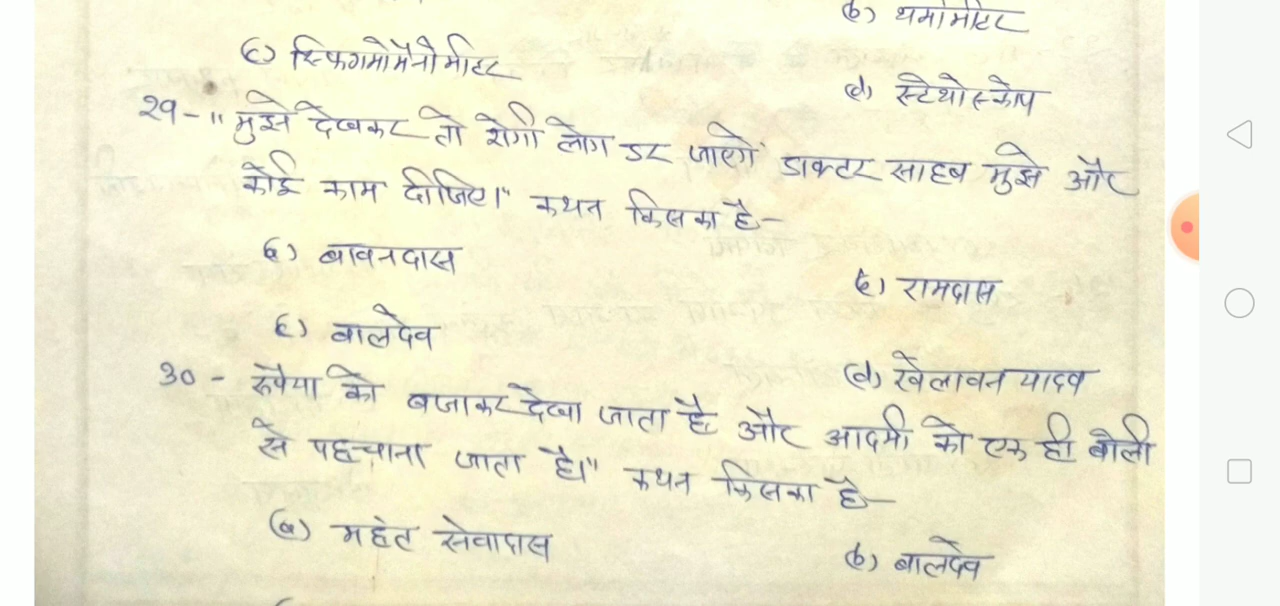 (b) थर्मामीटर
(c) स्फिगमोमैनोमीटर
(d) स्टेथोस्कोप
29- "मुझे देखकर तो रोगी लोग डर जाएगें डाक्टर साहब मुझे और
कोई काम दीजिए।" कथन किसका है-
(a) बावनदास
(b) रामदास
(c) बालदेव
(d) खेलावन यादव
30 - रुपैया को बजाकर देखा जाता है और आदमी को एक ही बोली
से पहचाना जाता है।" कथन किसका है-
(a) महंत सेवादास
(b) बालदेव